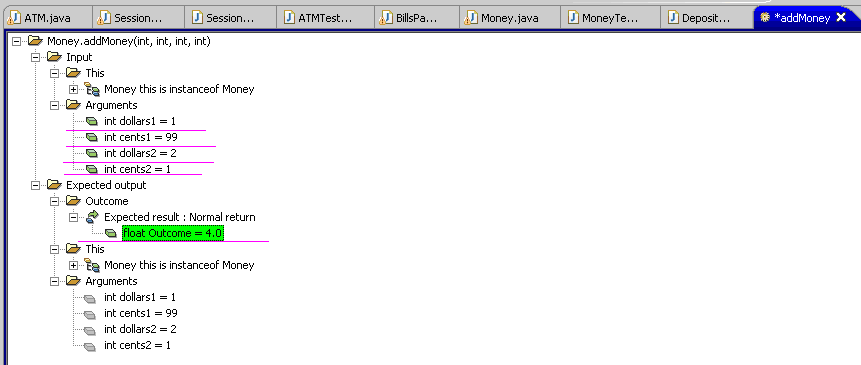 ATM.java
Session...
Session...
ATMTest...
BillsPa...
Money.java
MoneyTe...
Deposit...
*addMoney
Money.addMoney(int, int, int, int)
Input
This
Money this is instanceof Money
Arguments
int dollars1 = 1
int cents1 = 99
int dollars2 = 2
int cents2 = 1
Expected output
Outcome
Expected result : Normal return
float Outcome = 4.0
This
Money this is instanceof Money
Arguments
int dollars1 = 1
int cents1 = 99
int dollars2 = 2
int cents2 = 1